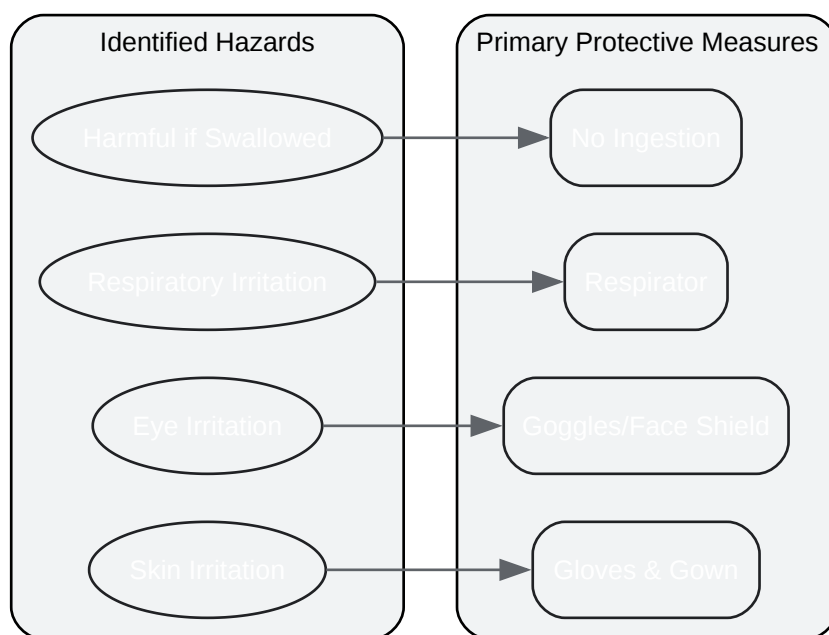 Identified Hazards
Primary Protective Measures
Harmful if Swallowed
No Ingestion
Respiratory Irritation
Respirator
Eye Irritation
Goggles/Face Shield
Skin Irritation
Gloves & Gown